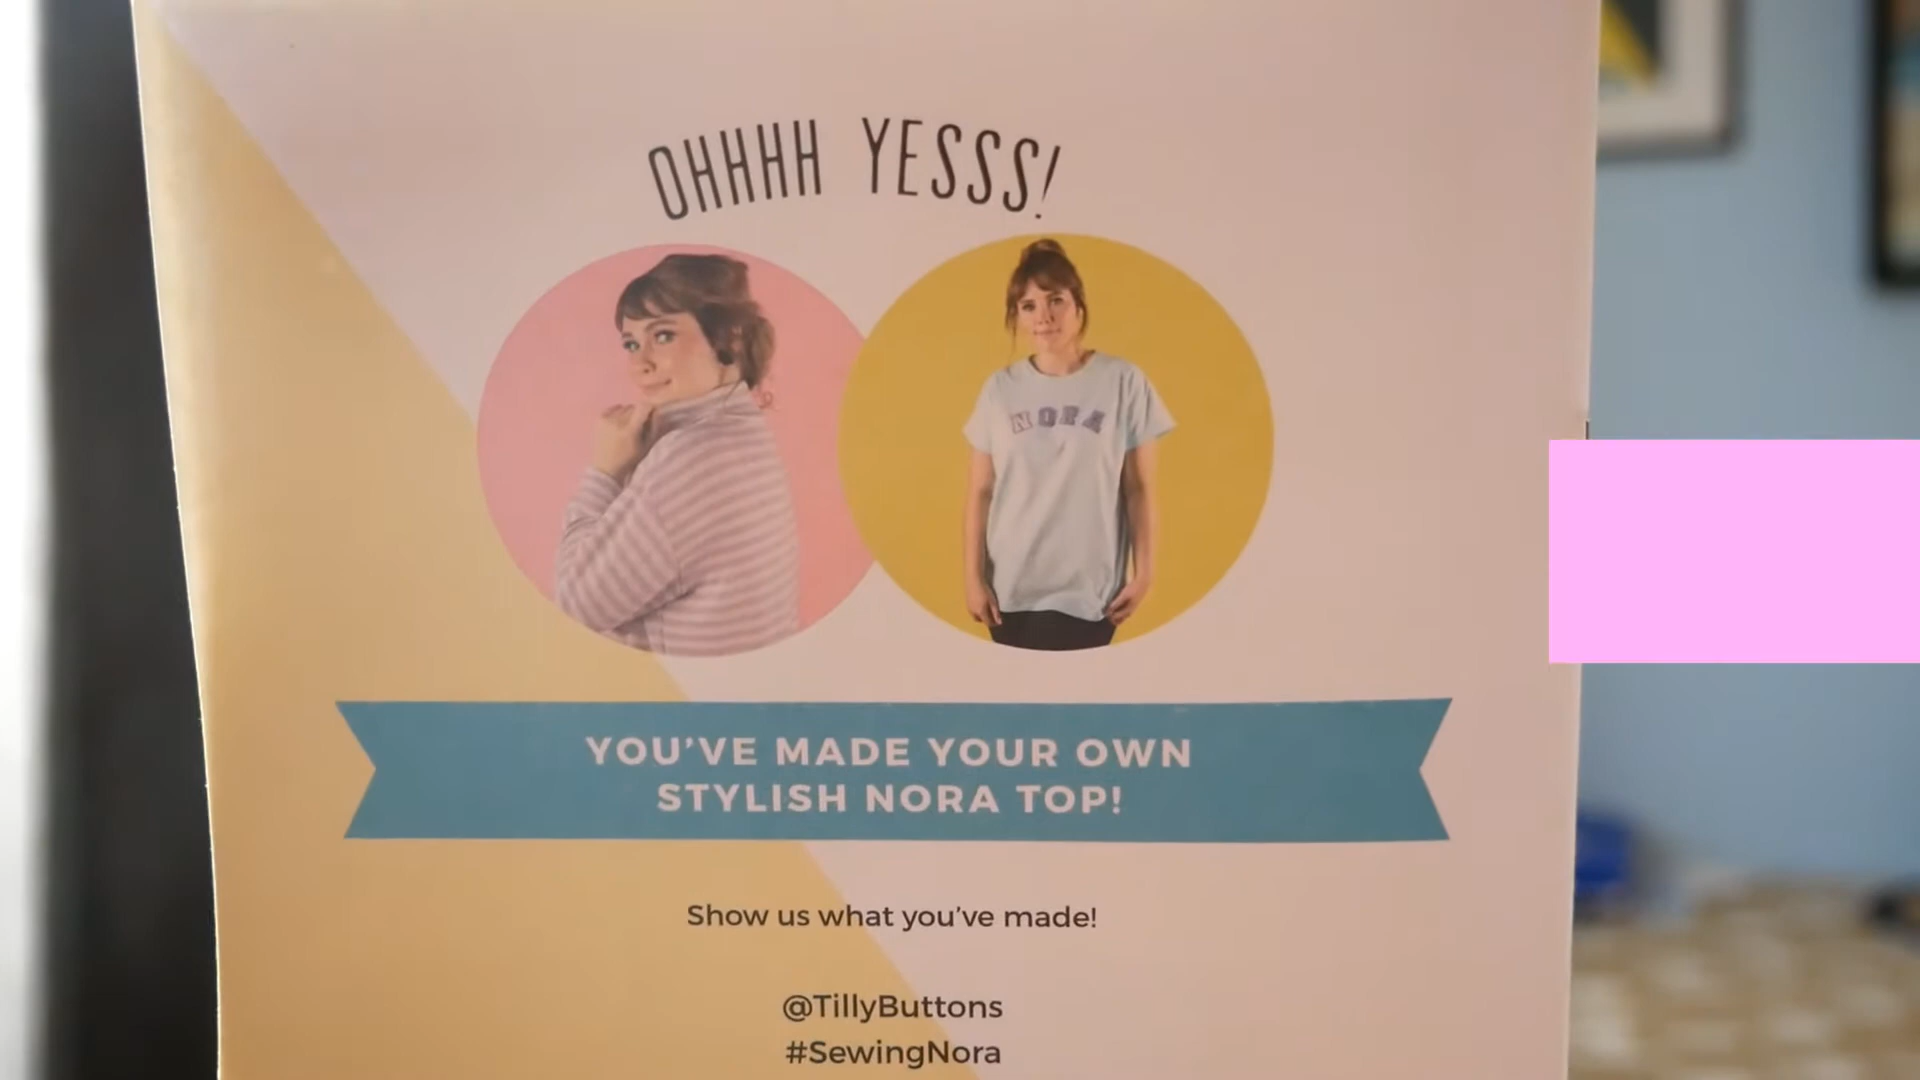 OHHHH YESSS!
NORA
YOU'VE MADE YOUR OWN
STYLISH NORA TOP!
Show us what you've made!
@TillyButtons
#SewingNora